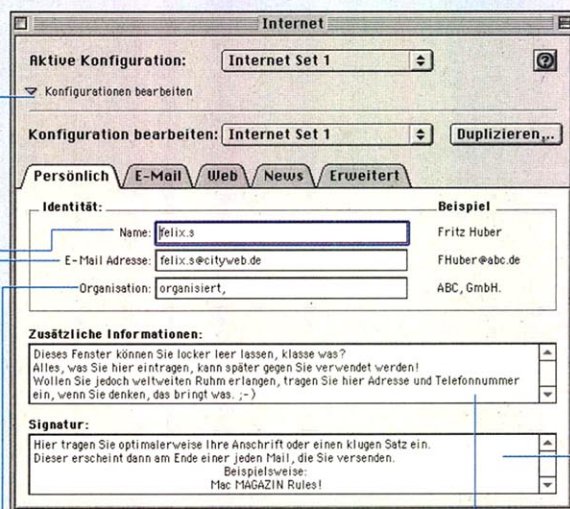 Internet
Aktive Konfiguration: Internet Set 1
Konfigurationen bearbeiten
Konfiguration bearbeiten: Internet Set 1 Duplizieren...
Persönlich E-Mail Web News Erweitert
Identität: Beispiel
Name: felix.s Fritz Huber
E-Mail Adresse: felix.s@cityweb.de FHuber@abc.de
Organisation: organisiert, ABC, GmbH.
Zusätzliche Informationen:
Dieses Fenster können Sie locker leer lassen, klasse was?
Alles, was Sie hier eintragen, kann später gegen Sie verwendet werden!
Wollen Sie jedoch weltweiten Ruhm erlangen, tragen Sie hier Adresse und Telefonnummer
ein, wenn Sie denken, das bringt was. ;-)
Signatur:
Hier tragen Sie optimalerweise Ihre Anschrift oder einen klugen Satz ein.
Dieser erscheint dann am Ende einer jeden Mail, die Sie versenden.
Beispielsweise:
Mac MAGAZIN Rules!